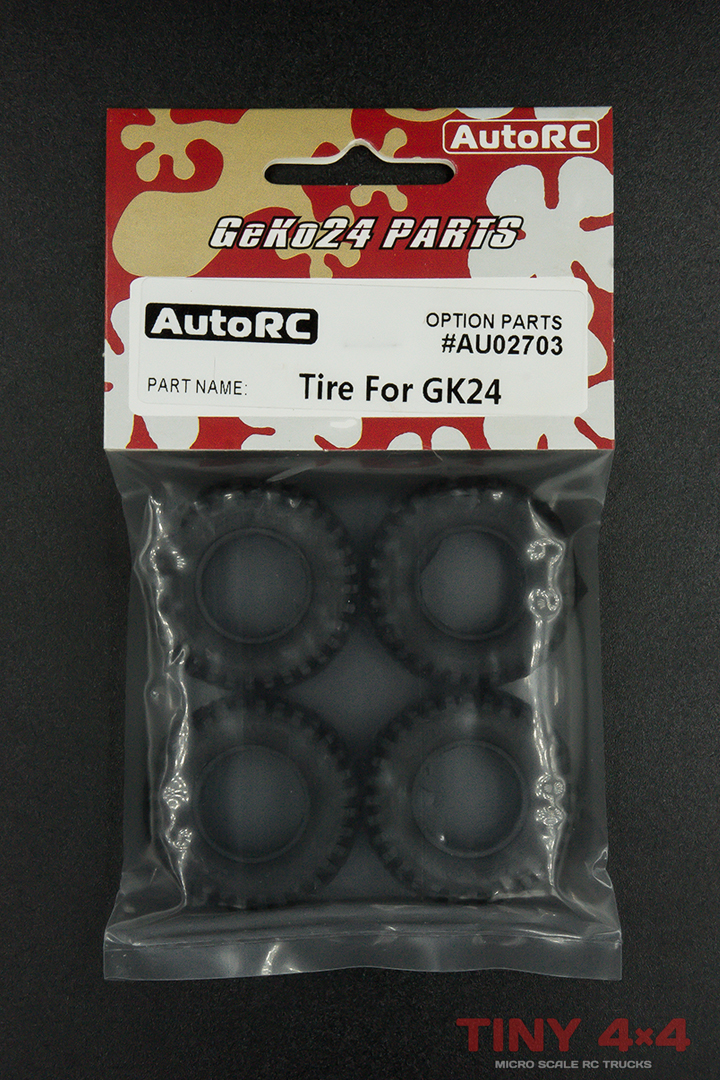 AutoRC
GeKo24 PARTS
AutoRC
OPTION PARTS
#AU02703
PART NAME:
Tire For GK24
TINY 4×4
MICRO SCALE RC TRUCKS